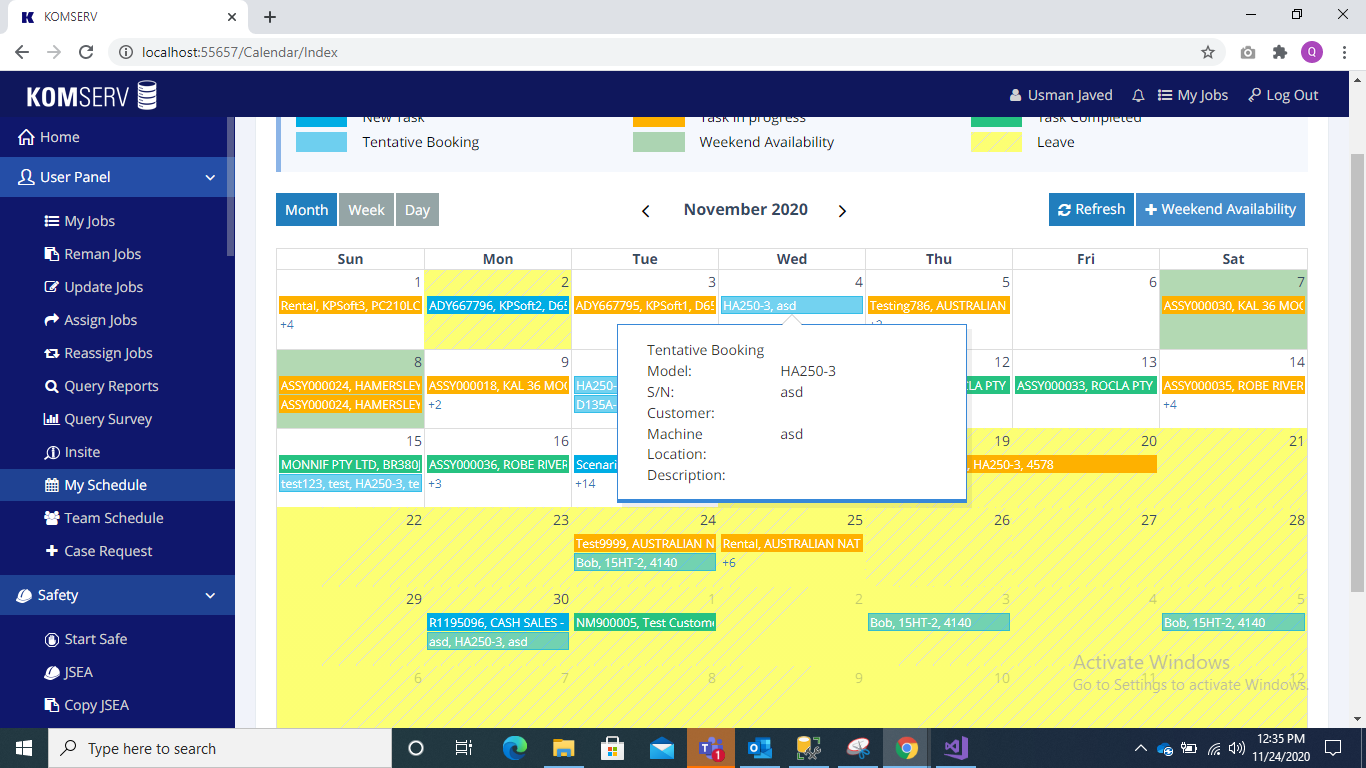 KOMSERV
localhost:55657/Calendar/Index
Q
KOMSERV
Usman Javed
My Jobs
Log Out
Home
User Panel
My Jobs
Reman Jobs
Update Jobs
Assign Jobs
Reassign Jobs
Query Reports
Query Survey
Insite
My Schedule
Team Schedule
Case Request
Safety
Start Safe
JSEA
Copy JSEA
New Task
Task In progress
Task Completed
Tentative Booking
Weekend Availability
Leave
Month Week Day
November 2020
Refresh
+ Weekend Availability
Sun Mon Tue Wed Thu Fri Sat
1 2 3 4 5 6 7
Rental, KPSoft3, PC210LC
ADY667796, KPSoft2, D65
ADY667795, KPSoft1, D65
HA250-3, asd
Testing786, AUSTRALIAN
ASSY000030, KAL 36 MOO
+4
Tentative Booking
Model: HA250-3
S/N: asd
Customer:
Machine asd
Location:
Description:
8 9 12 13 14
ASSY000024, HAMERSLEY
ASSY000018, KAL 36 MOO
HA250-
CLA PTY
ASSY000033, ROCLA PTY
ASSY000035, ROBE RIVER
ASSY000024, HAMERSLEY
+2
D135A-
+4
15 16 19 20 21
MONNIF PTY LTD, BR380J
ASSY000036, ROBE RIVER
Scenari
, HA250-3, 4578
test123, test, HA250-3, te
+3
+14
22 23 24 25 26 27 28
Test9999, AUSTRALIAN N
Rental, AUSTRALIAN NAT
Bob, 15HT-2, 4140
+6
29 30 1 2 3 4 5
R1195096, CASH SALES -
NM900005, Test Custome
Bob, 15HT-2, 4140
Bob, 15HT-2, 4140
asd, HA250-3, asd
6 7 8 9 10 11 12
Activate Windows
Go to Settings to activate Windows.
Type here to search
1
12:35 PM
11/24/2020